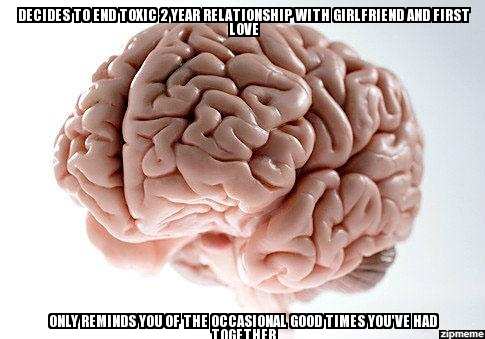 DECIDES TO END TOXIC 2 YEAR RELATIONSHIP WITH GIRLFRIEND AND FIRST
LOVE
ONLY REMINDS YOU OF THE OCCASIONAL GOOD TIMES YOU'VE HAD
TOGETHER
zipmeme